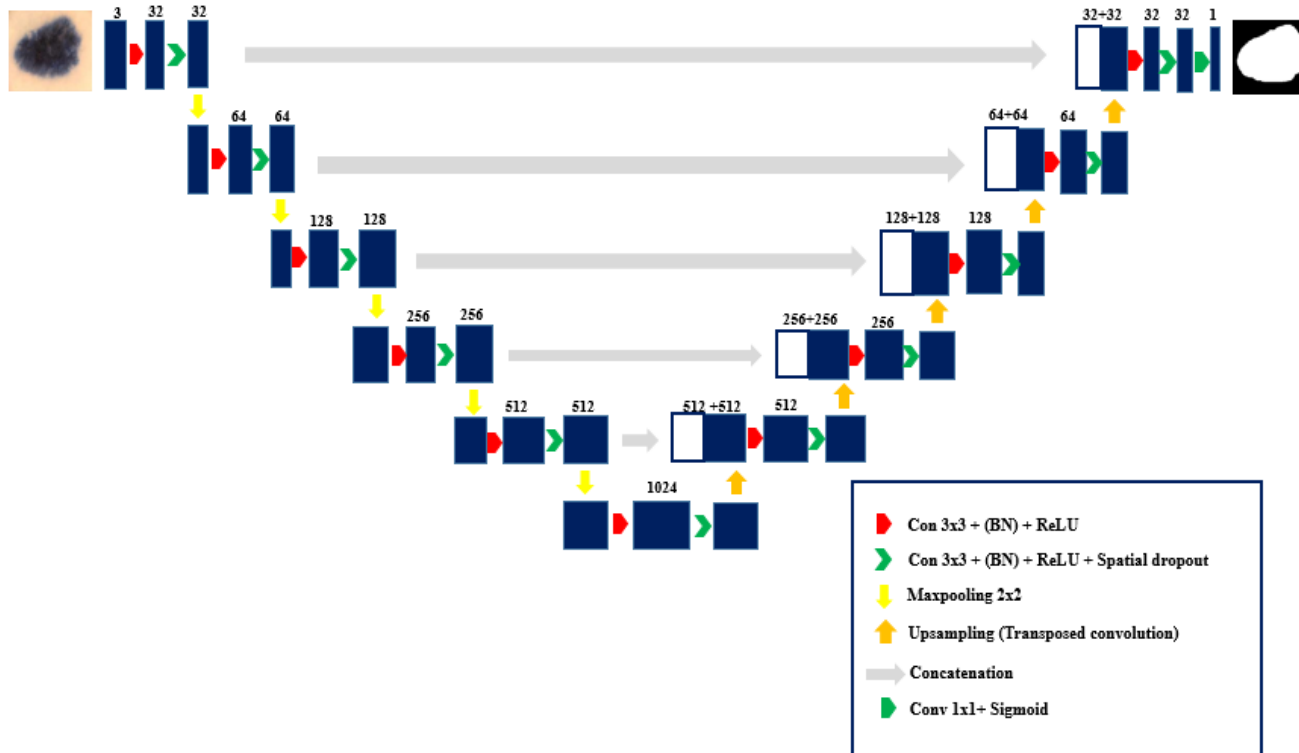 3 32 32 32+32 32 32 1
64 64 64+64 64
128 128 128+128 128
256 256 256+256 256
512 512 512 +512 512
1024
Con 3x3 + (BN) + ReLU
Con 3x3 + (BN) + ReLU + Spatial dropout
Maxpooling 2x2
Upsampling (Transposed convolution)
Concatenation
Conv 1x1+ Sigmoid